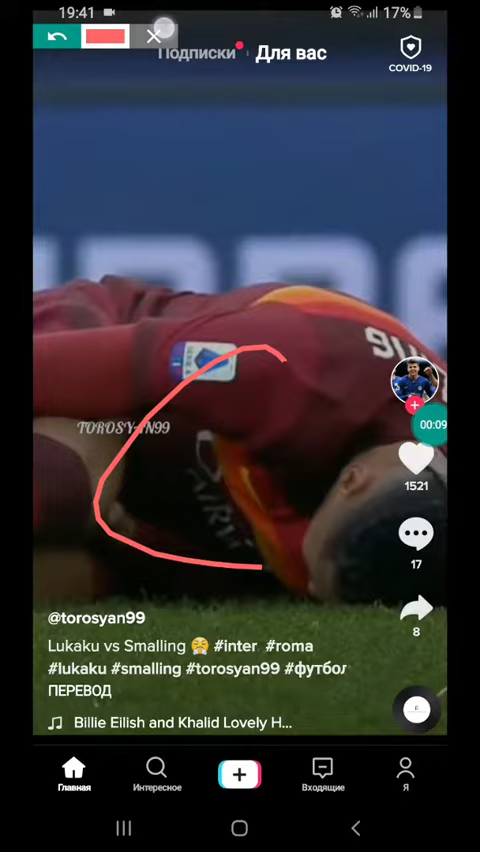 19:41
17%
Подписки
Для вас
COVID-19
TOROSYAN99
00:09
1521
17
8
@torosyan99
Lukaku vs Smalling 😤 #inter #roma
#lukaku #smalling #torosyan99 #футбол
ПЕРЕВОД
Billie Eilish and Khalid Lovely H...
Главная
Интересное
Входящие
Я